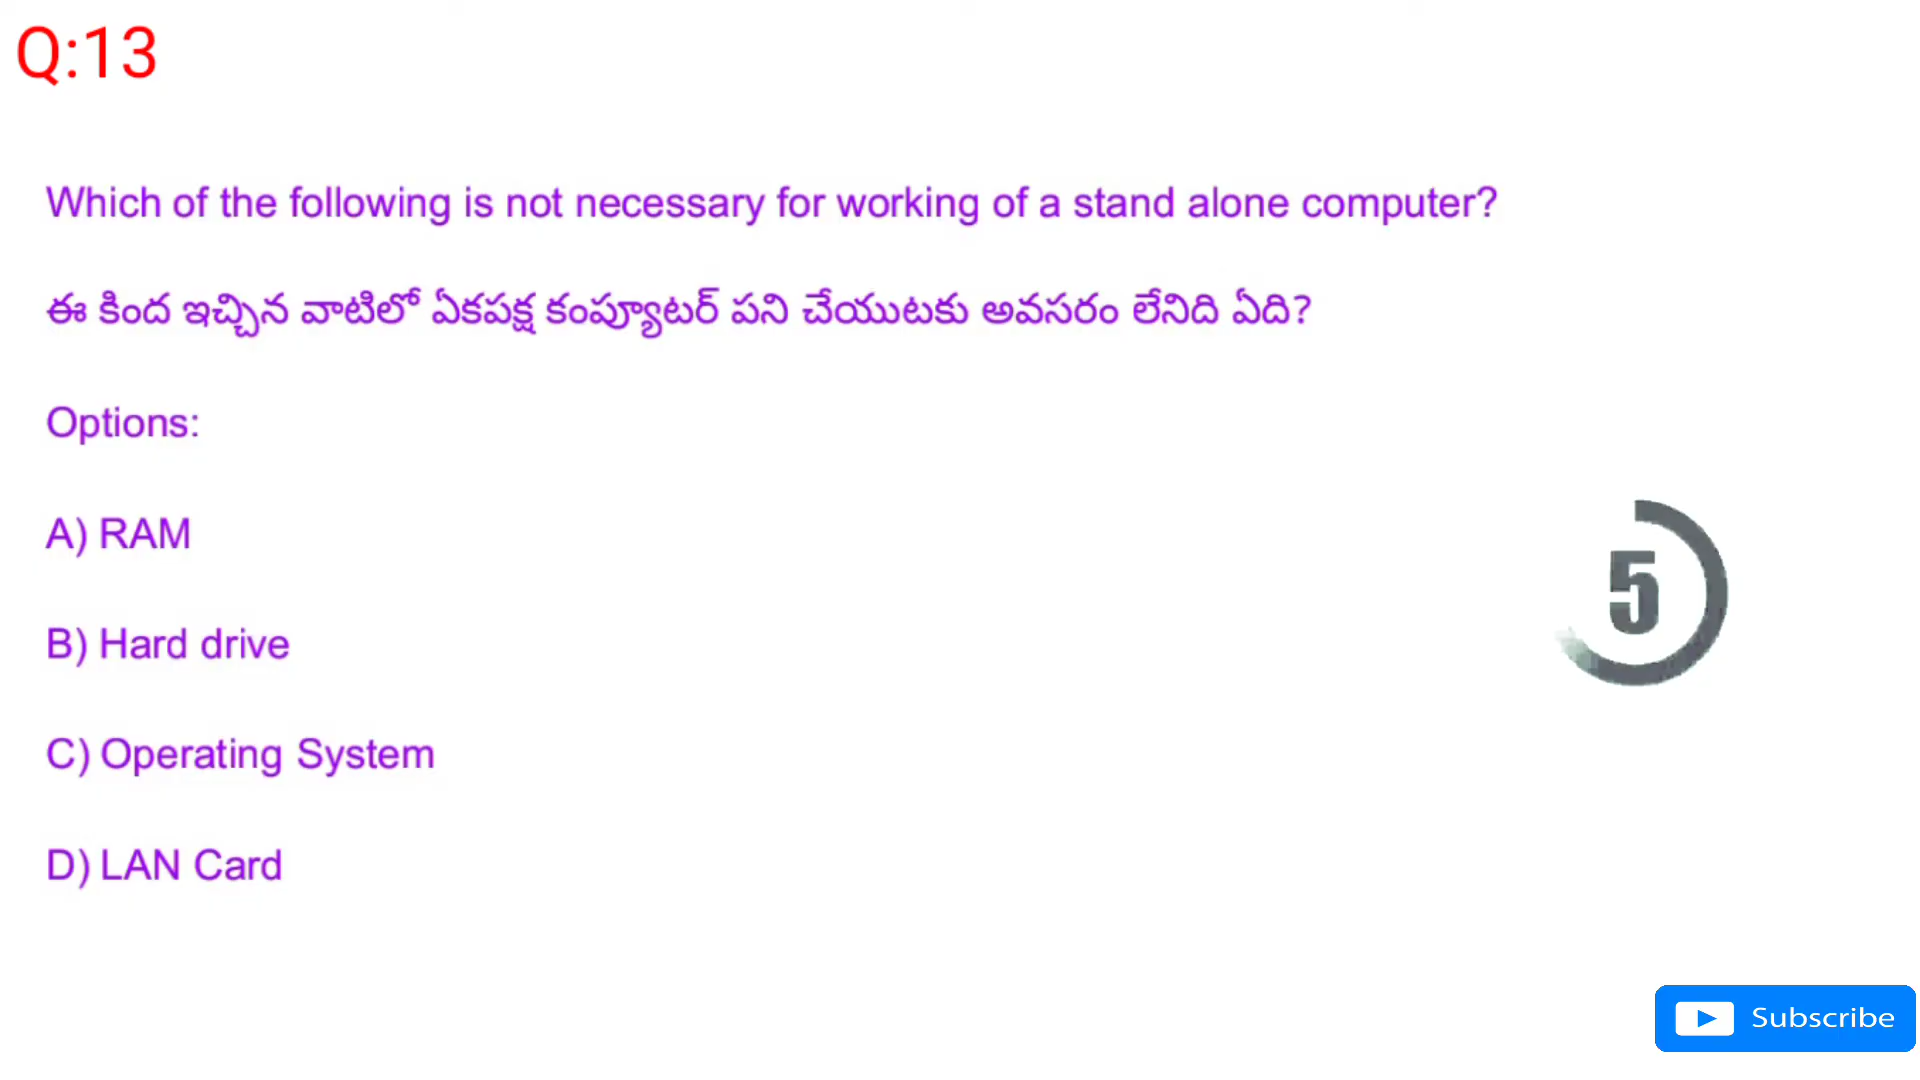 Q:13
Which of the following is not necessary for working of a stand alone computer?
ఈ కింద ఇచ్చిన వాటిలో ఏకపక్ష కంప్యూటర్ పని చేయుటకు అవసరం లేనిది ఏది?
Options:
A) RAM
5
B) Hard drive
C) Operating System
D) LAN Card
Subscribe